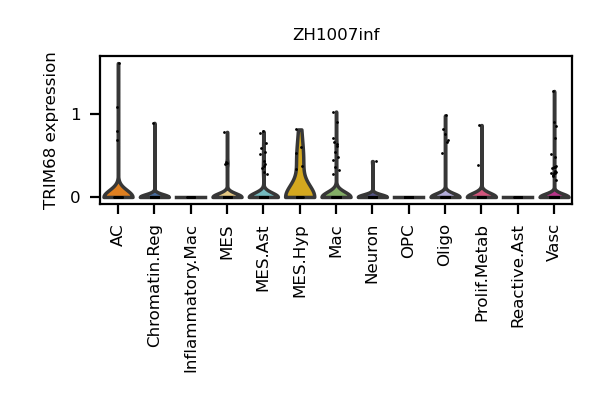 ZH1007inf
TRIM68 expression
1
0
AC
Chromatin.Reg
Inflammatory.Mac
MES
MES.Ast
MES.Hyp
Mac
Neuron
OPC
Oligo
Prolif.Metab
Reactive.Ast
Vasc